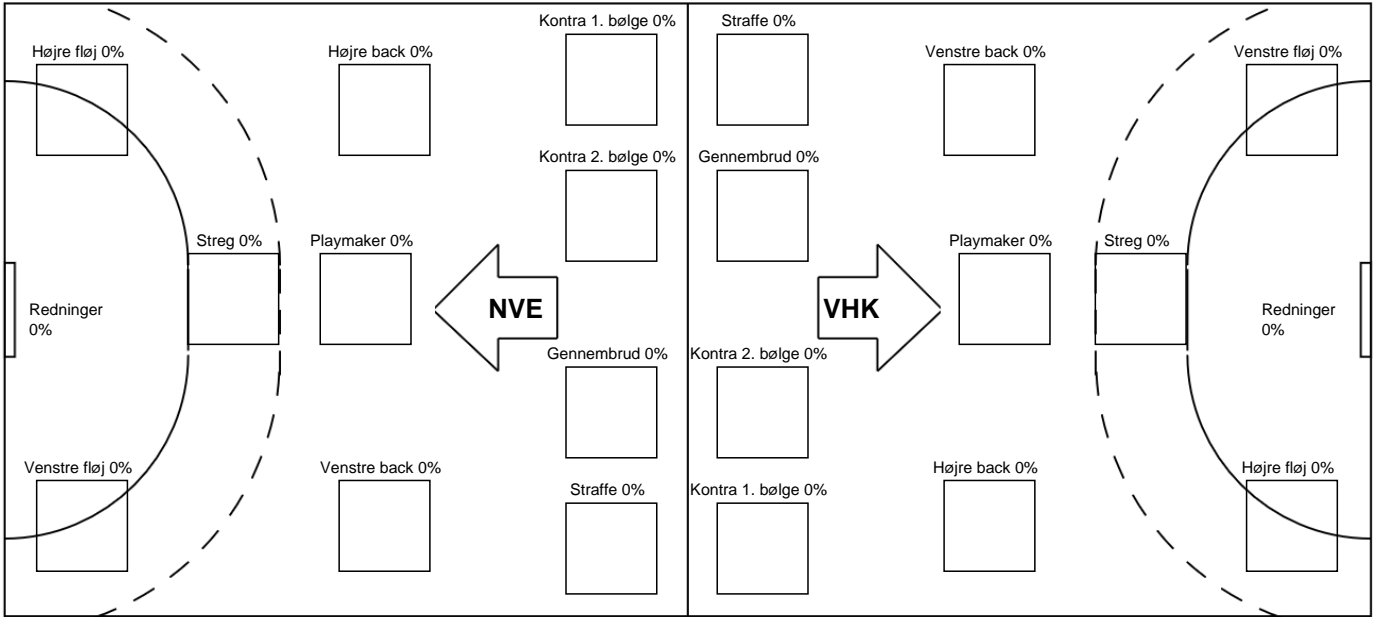 Kontra 1. bølge 0%
Straffe 0%
Højre fløj 0%
Højre back 0%
Venstre back 0%
Venstre fløj 0%
Kontra 2. bølge 0%
Gennembrud 0%
Streg 0%
Playmaker 0%
Playmaker 0%
Streg 0%
Redninger
0%
NVE
VHK
Redninger
0%
Gennembrud 0%
Kontra 2. bølge 0%
Venstre fløj 0%
Venstre back 0%
Straffe 0%
Kontra 1. bølge 0%
Højre back 0%
Højre fløj 0%